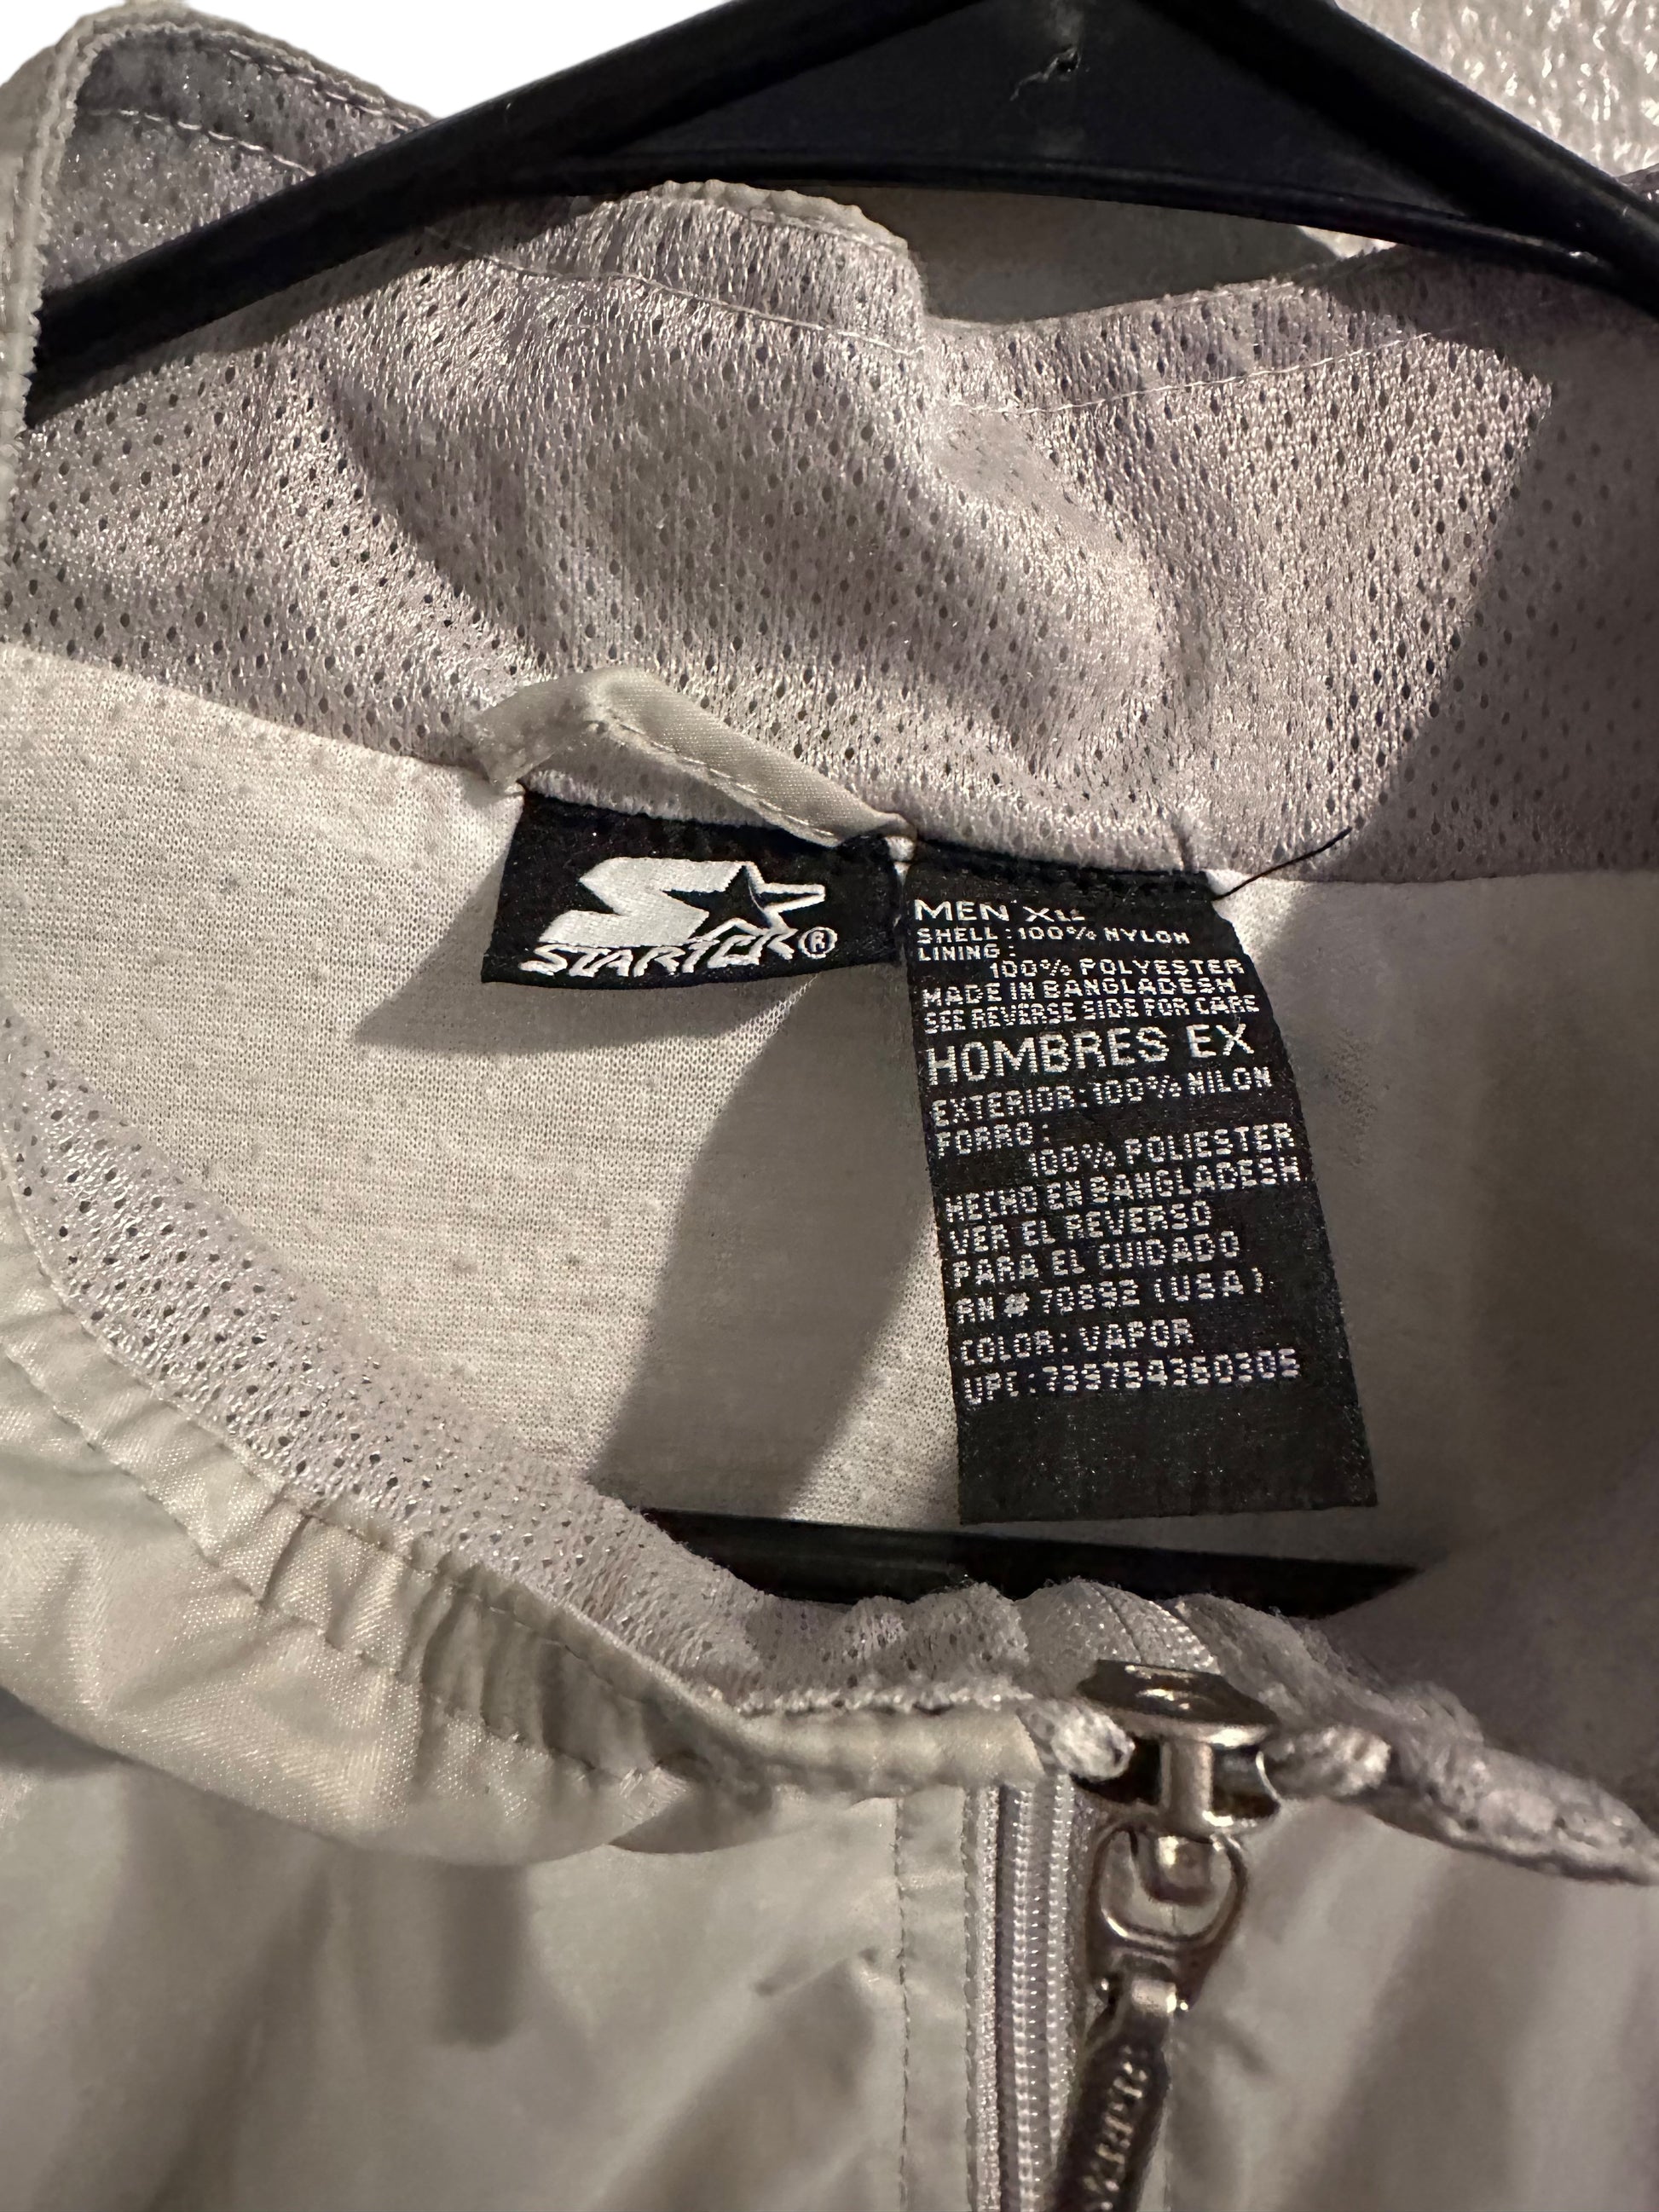 STARTER®
MEN XL
SHELL : 100% NYLON
LINING :
100% POLYESTER
MADE IN BANGLADESH
SEE REVERSE SIDE FOR CARE
HOMBRES EX
EXTERIOR: 100% NILON
FORRO:
100% POLIESTER
HECHO EN BANGLADESH
VER EL REVERSO
PARA EL CUIDADO
RN # 70892 (USA)
COLOR: VAPOR
UPC: